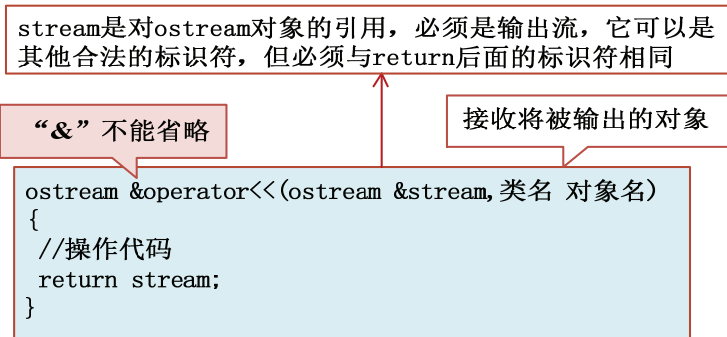 stream是对ostream对象的引用，必须是输出流，它可以是
其他合法的标识符，但必须与return后面的标识符相同
“&”不能省略
接收将被输出的对象
ostream &operator<<(ostream &stream,类名 对象名)
{
//操作代码
return stream;
}